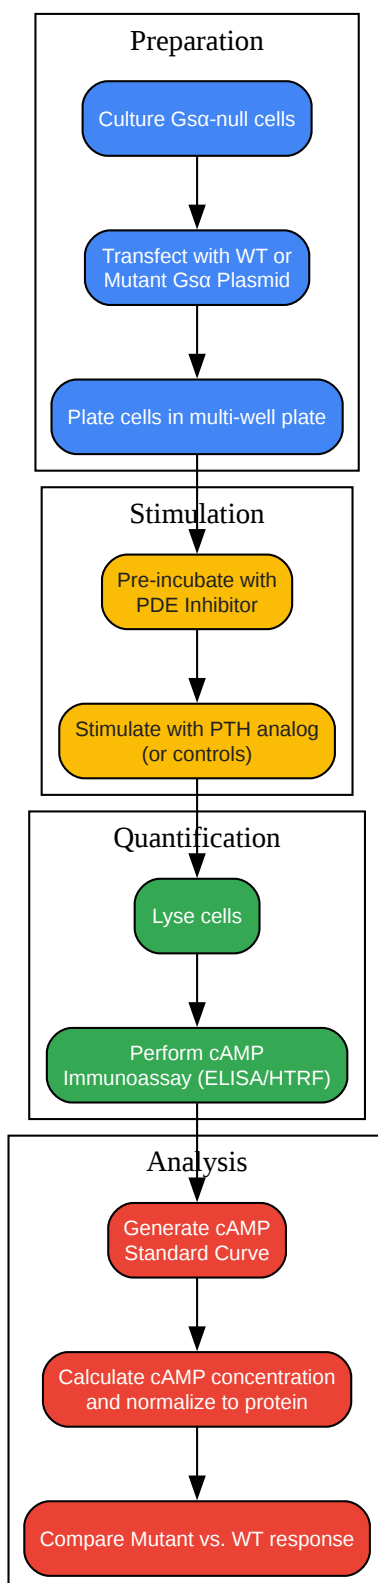 Preparation
Culture Gsα-null cells
Transfect with WT or
Mutant Gsα Plasmid
Plate cells in multi-well plate
Stimulation
Pre-incubate with
PDE Inhibitor
Stimulate with PTH analog
(or controls)
Quantification
Lyse cells
Perform cAMP
Immunoassay (ELISA/HTRF)
Analysis
Generate cAMP
Standard Curve
Calculate cAMP concentration
and normalize to protein
Compare Mutant vs. WT response